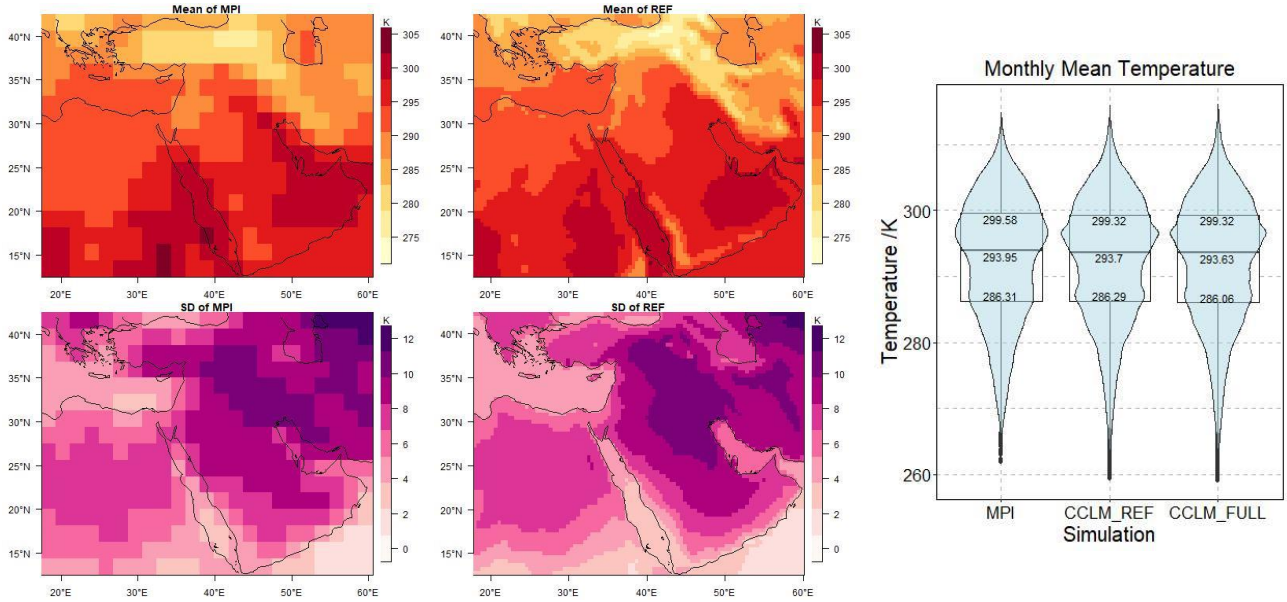 Mean of MPI
K
40°N
35°N
30°N
25°N
20°N
15°N
20°E
30°E
40°E
50°E
60°E
305
300
295
290
285
280
275
Mean of REF
K
40°N
35°N
30°N
25°N
20°N
15°N
20°E
30°E
40°E
50°E
60°E
305
300
295
290
285
280
275
SD of MPI
K
40°N
35°N
30°N
25°N
20°N
15°N
20°E
30°E
40°E
50°E
60°E
12
10
8
6
4
2
0
SD of REF
K
40°N
35°N
30°N
25°N
20°N
15°N
20°E
30°E
40°E
50°E
60°E
12
10
8
6
4
2
0
Monthly Mean Temperature
Temperature /K
300
280
260
299.58
299.32
299.32
293.95
293.7
293.63
286.31
286.29
286.06
MPI
CCLM_REF
CCLM_FULL
Simulation